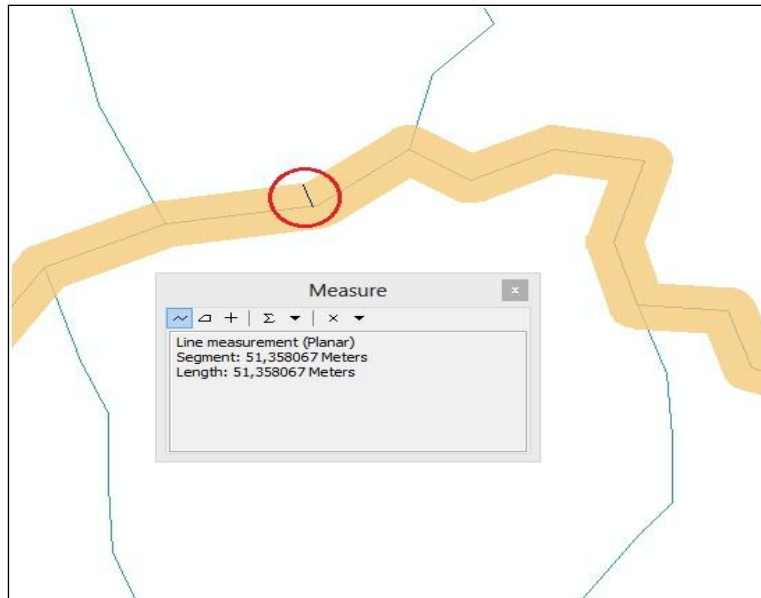 Measure
x
Σ
Line measurement (Planar)
Segment: 51,358067 Meters
Length: 51,358067 Meters